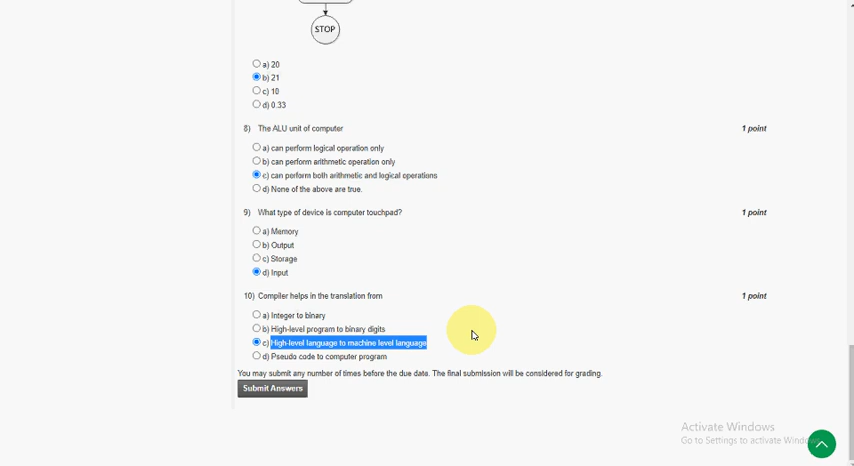 STOP
a) 20
b) 21
c) 10
d) 0.33
8) The ALU unit of computer 1 point
a) can perform logical operation only
b) can perform arithmetic operation only
c) can perform both arithmetic and logical operations
d) None of the above are true.
9) What type of device is computer touchpad? 1 point
a) Memory
b) Output
c) Storage
d) Input
10) Compiler helps in the translation from 1 point
a) Integer to binary
b) High-level program to binary digits
c) High-level language to machine level language
d) Pseudo code to computer program
You may submit any number of times before the due date. The final submission will be considered for grading.
Submit Answers
Activate Windows
Go to Settings to activate